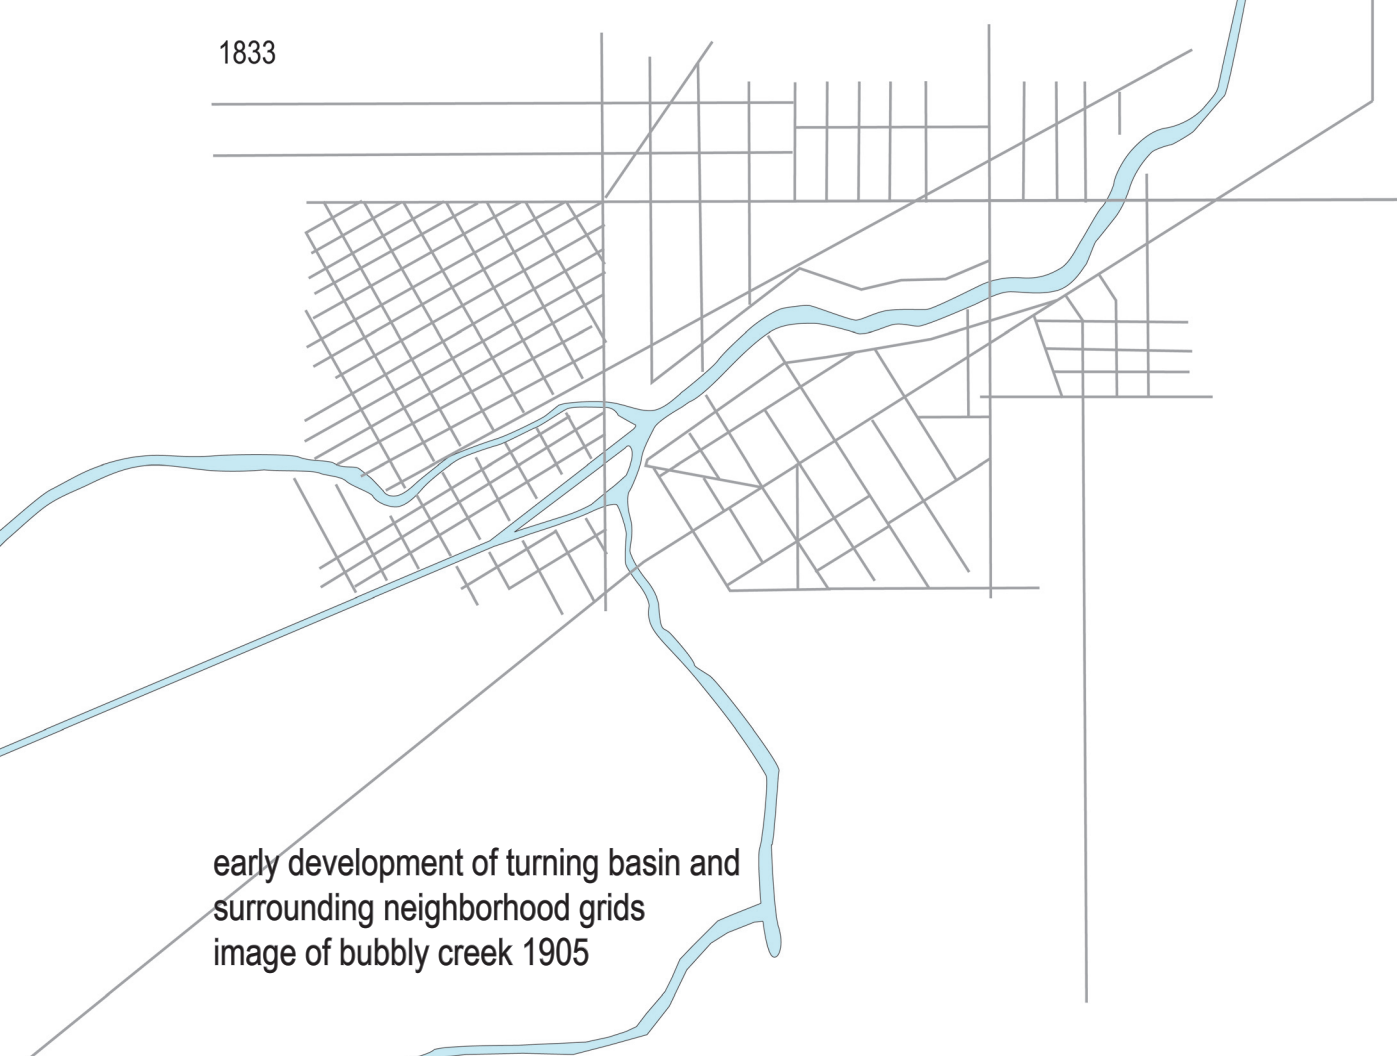 1833
early development of turning basin and
surrounding neighborhood grids
image of bubbly creek 1905